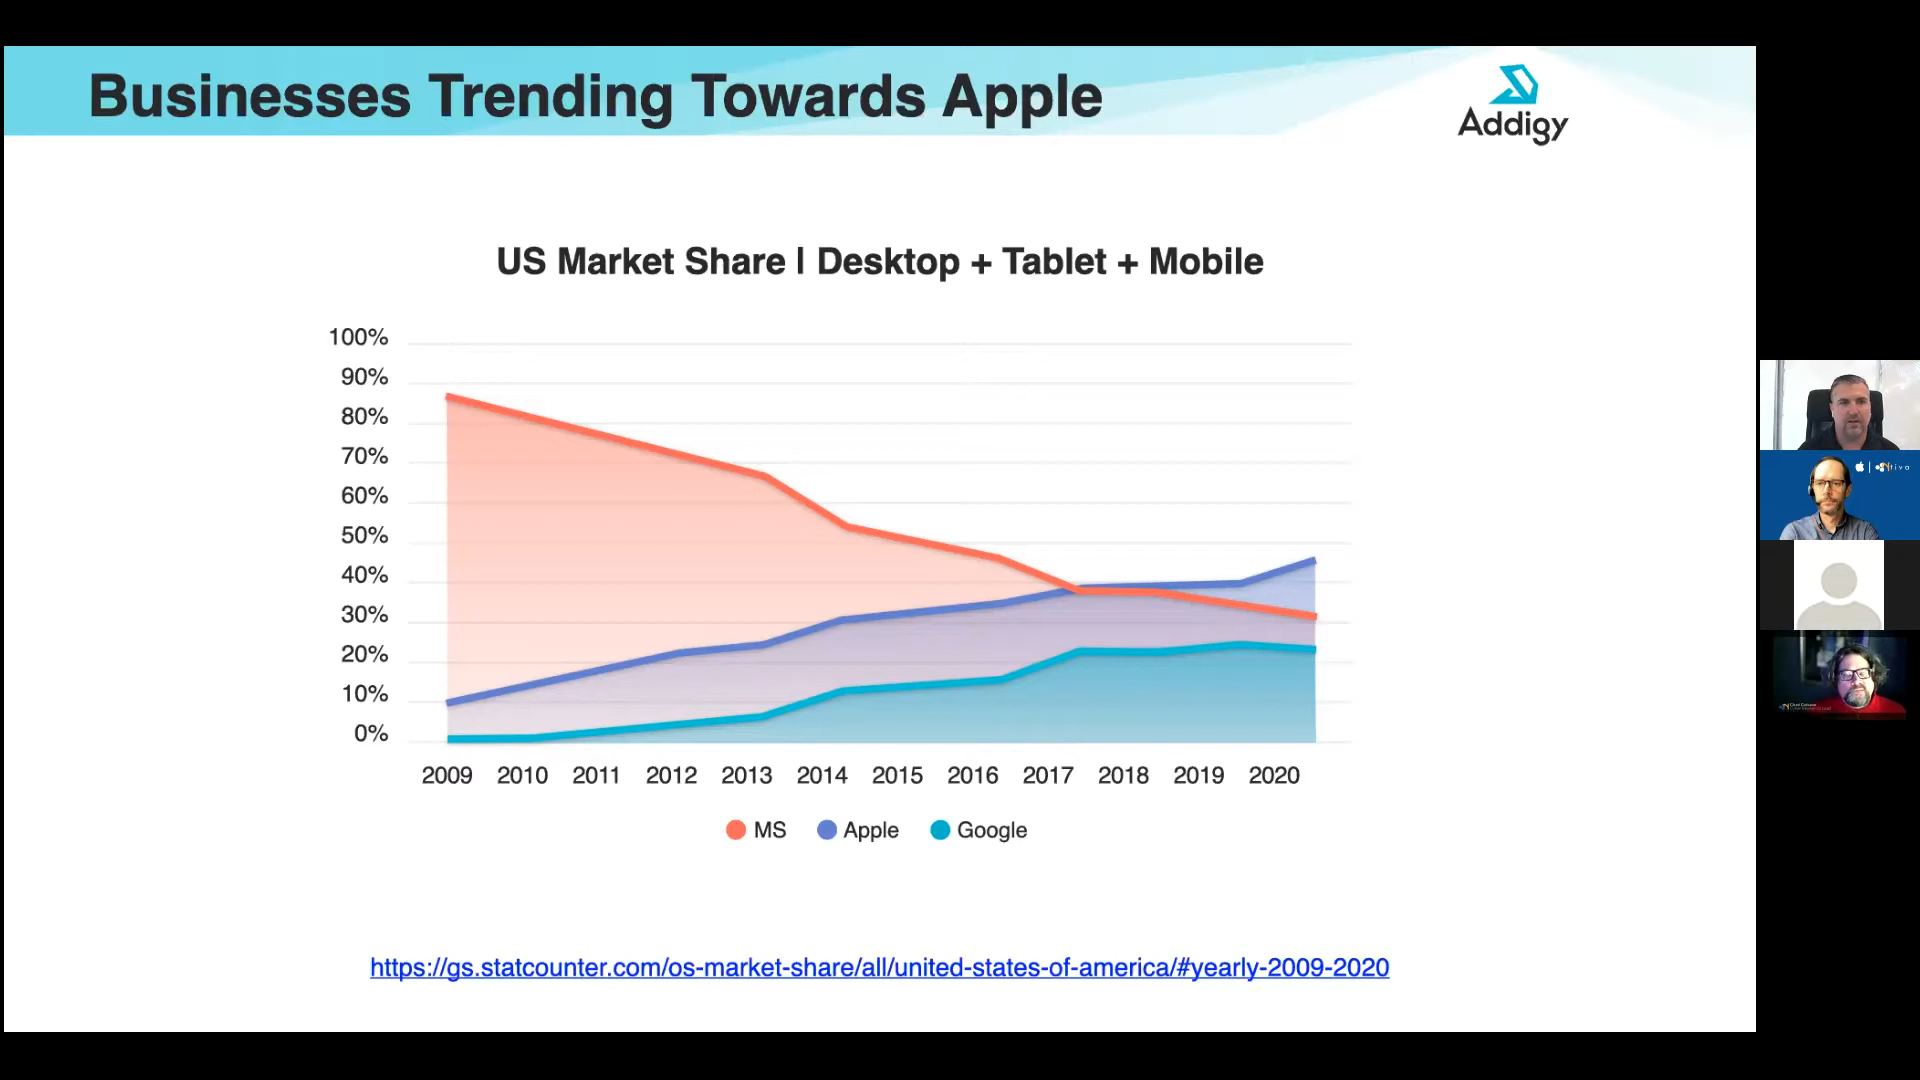 Businesses Trending Towards Apple
Addigy
US Market Share | Desktop + Tablet + Mobile
100%
90%
80%
70%
60%
50%
40%
30%
20%
10%
0%
2009 2010 2011 2012 2013 2014 2015 2016 2017 2018 2019 2020
MS Apple Google
https://gs.statcounter.com/os-market-share/all/united-states-of-america/#yearly-2009-2020